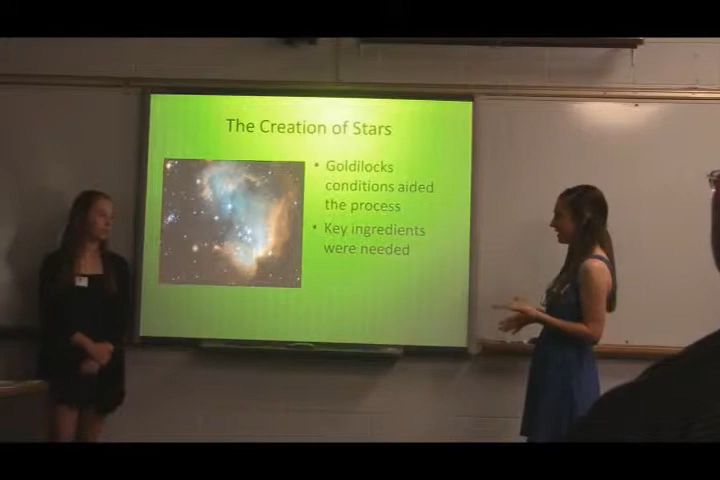 The Creation of Stars
• Goldilocks
conditions aided
the process
• Key ingredients
were needed